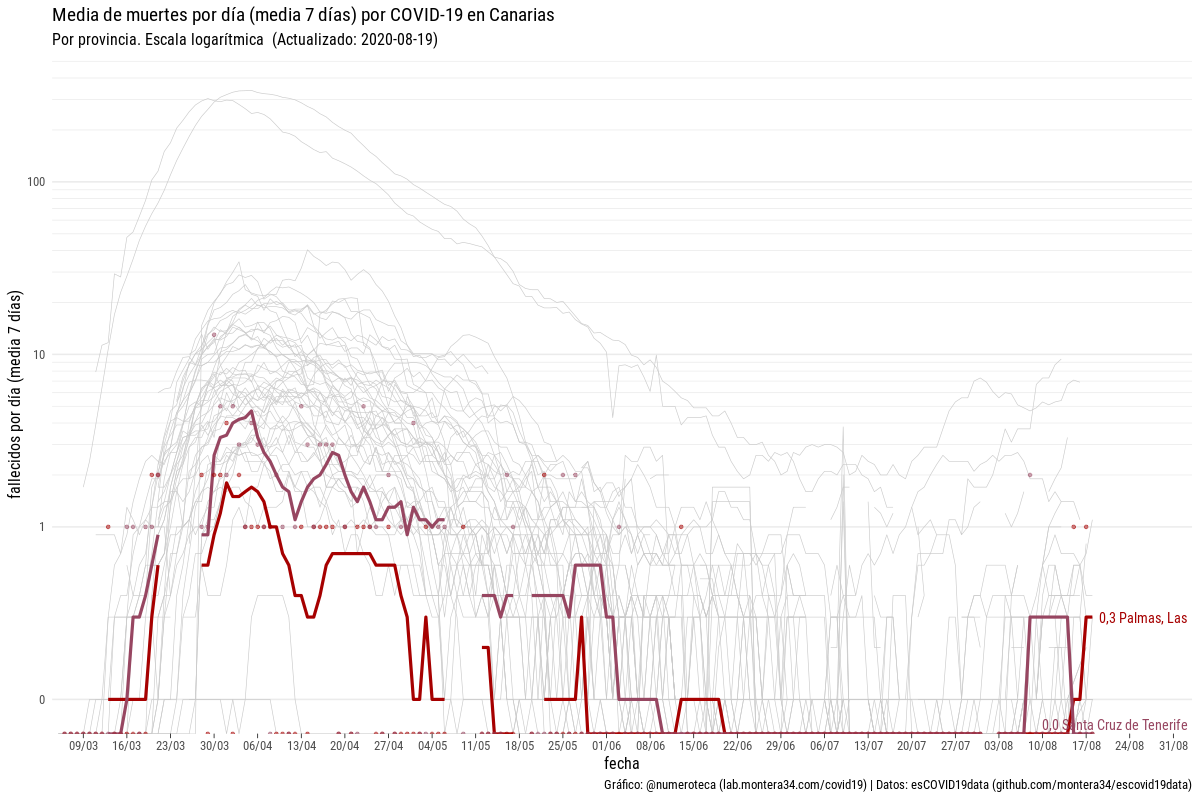 Media de muertes por día (media 7 días) por COVID-19 en Canarias
Por provincia. Escala logarítmica (Actualizado: 2020-08-19)
fallecidos por día (media 7 días)
100
10
1
0
0,3 Palmas, Las
0,0 Santa Cruz de Tenerife
09/03 16/03 23/03 30/03 06/04 13/04 20/04 27/04 04/05 11/05 18/05 25/05 01/06 08/06 15/06 22/06 29/06 06/07 13/07 20/07 27/07 03/08 10/08 17/08 24/08 31/08
fecha
Gráfico: @numeroteca (lab.montera34.com/covid19) | Datos: esCOVID19data (github.com/montera34/escovid19data)